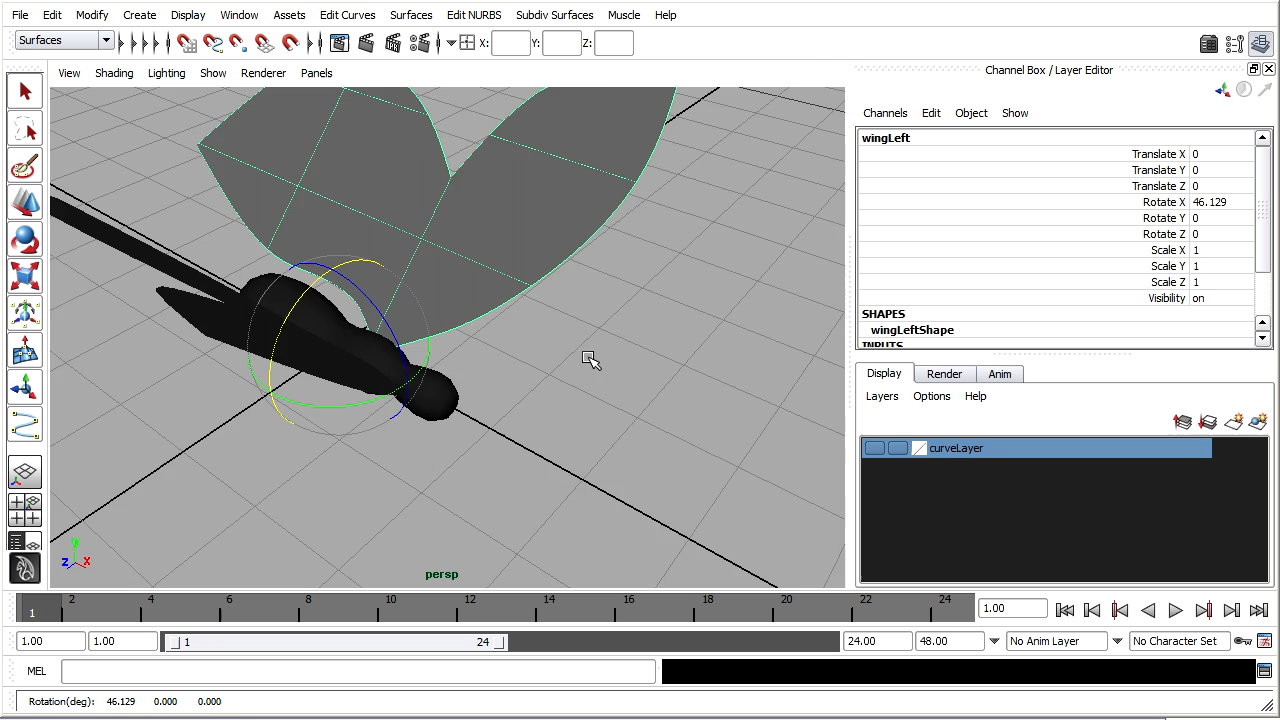 File Edit Modify Create Display Window Assets Edit Curves Surfaces Edit NURBS Subdiv Surfaces Muscle Help
Surfaces X: Y: Z:
Channel Box / Layer Editor
View Shading Lighting Show Renderer Panels
Channels Edit Object Show
wingLeft
Translate X 0
Translate Y 0
Translate Z 0
Rotate X 46.129
Rotate Y 0
Rotate Z 0
Scale X 1
Scale Y 1
Scale Z 1
Visibility on
SHAPES
wingLeftShape
INPUTS
Display Render Anim
Layers Options Help
curveLayer
y
z x
persp
1 2 4 6 8 10 12 14 16 18 20 22 24 1.00
1.00 1.00 1 24 24.00 48.00 No Anim Layer No Character Set
MEL
Rotation(deg): 46.129 0.000 0.000